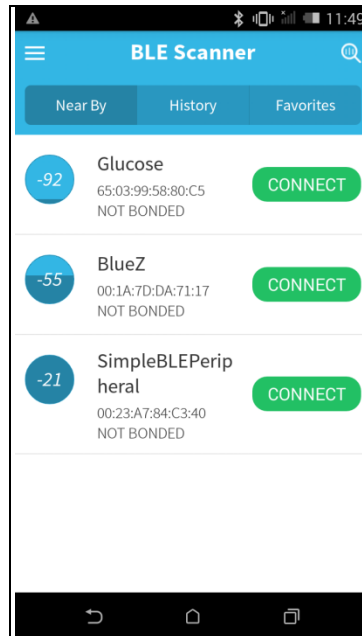 11:49
BLE Scanner
Near By History Favorites
-92
Glucose
65:03:99:58:80:C5
NOT BONDED
CONNECT
-55
BlueZ
00:1A:7D:DA:71:17
NOT BONDED
CONNECT
-21
SimpleBLEPerip
heral
00:23:A7:84:C3:40
NOT BONDED
CONNECT